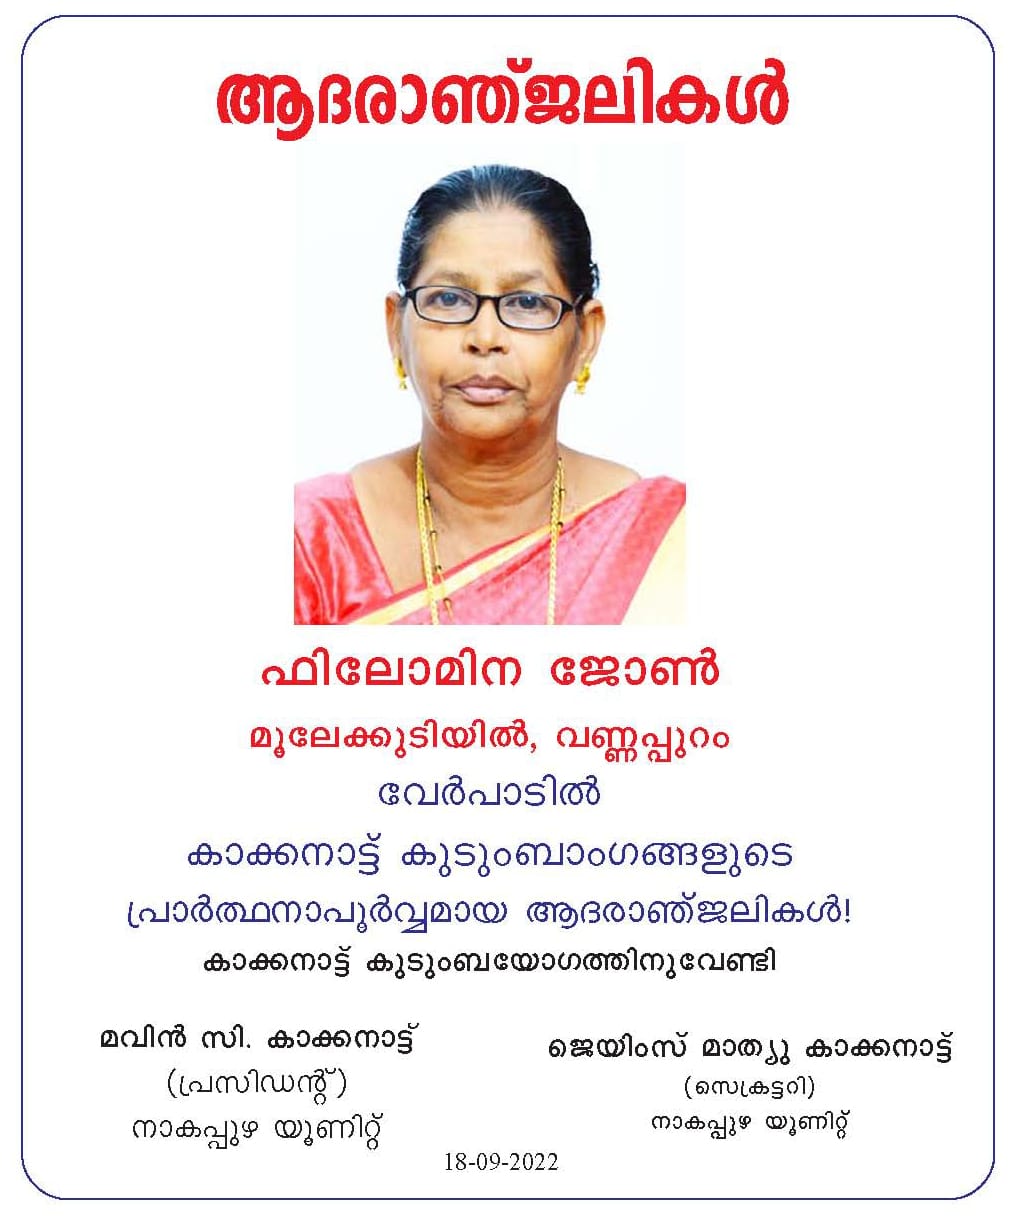 ആദരാഞ്ജലികൾ
ഫിലോമിന ജോൺ
മൂലേക്കുടിയിൽ, വണ്ണപ്പുറം
വേർപാടിൽ
കാക്കനാട്ട് കുടുംബാംഗങ്ങളുടെ
പ്രാർത്ഥനാപൂർവ്വമായ ആദരാഞ്ജലികൾ!
കാക്കനാട്ട് കുടുംബയോഗത്തിനുവേണ്ടി
മവിൻ സി. കാക്കനാട്ട്
(പ്രസിഡന്റ്)
നാകപ്പുഴ യൂണിറ്റ്
ജെയിംസ് മാത്യു കാക്കനാട്ട്
(സെക്രട്ടറി)
നാകപ്പുഴ യൂണിറ്റ്
18-09-2022